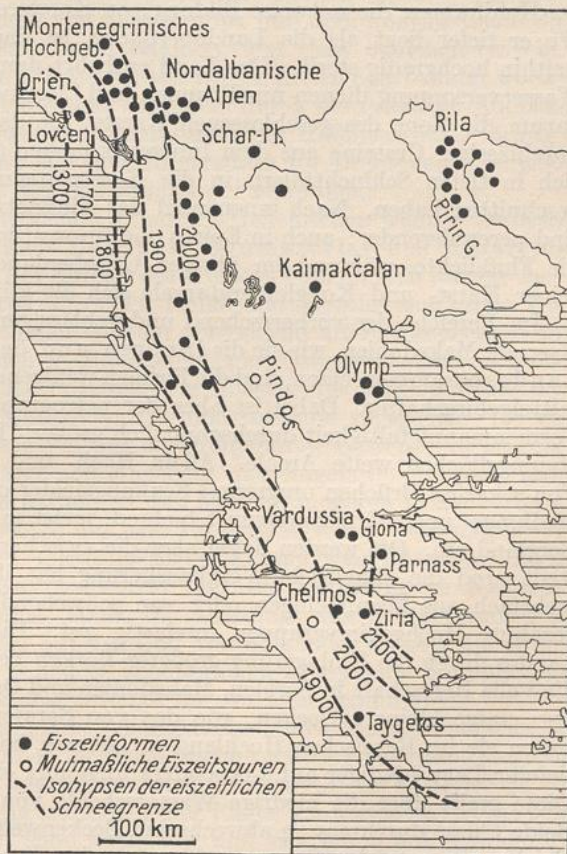 Montenegrinisches
Hochgeb.
Orjen
Lovčen
Nordalbanische
Alpen
Schar-Pl.
Rila
Pirin G.
1300
1700
1800
1900
2000
Kaimakčalan
Olymp
Pindos
Vardussia
Giona
Parnass
Chelmos
Ziria
2100
2000
1900
Taygetos
Eiszeitformen
Mutmaßliche Eiszeitspuren
Isohypsen der eiszeitlichen
Schneegrenze
100 km